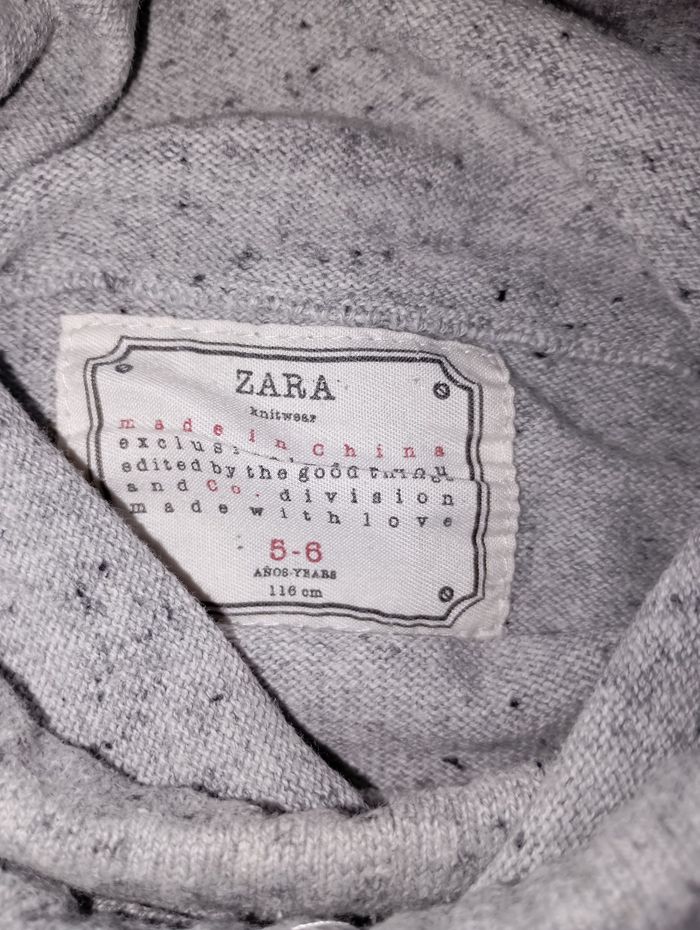 ZARA
knitwear
made in China
edited by the good
and Co. division
made with love
5-6
AÑOS-YEARS
116 cm